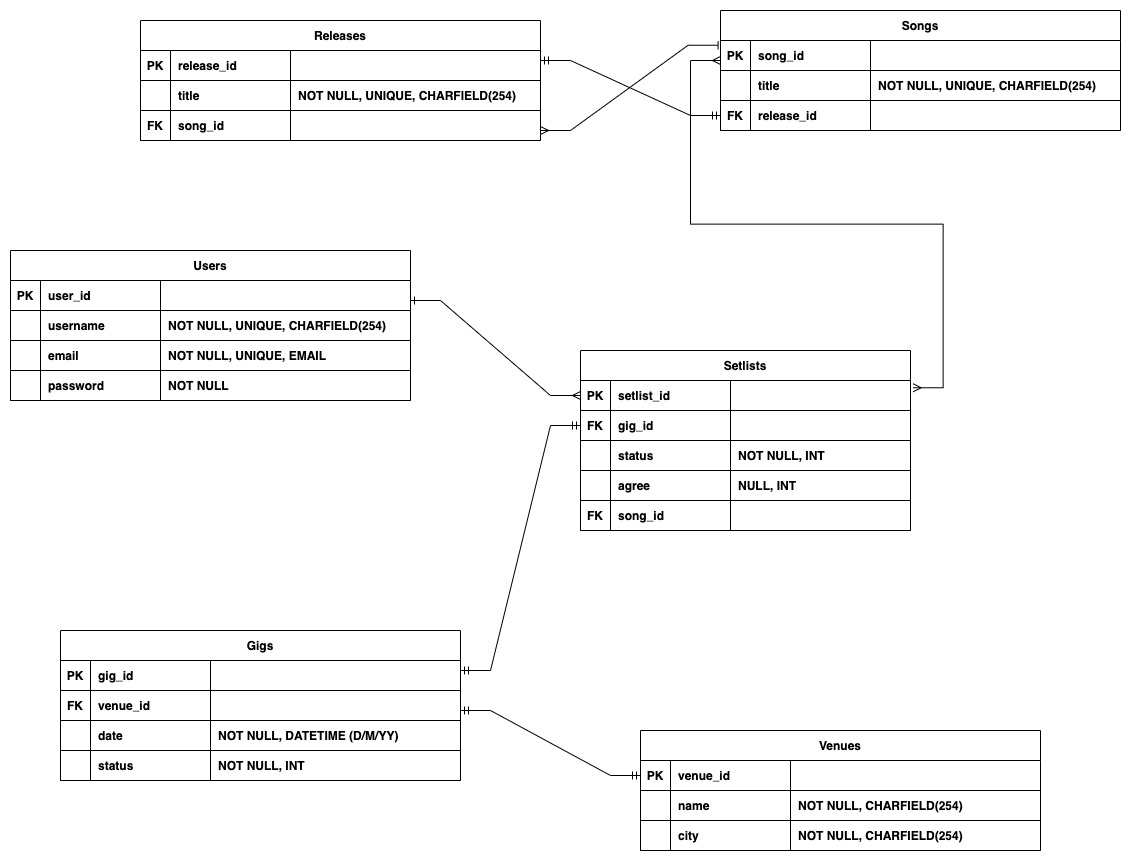 Releases
PK release_id
title NOT NULL, UNIQUE, CHARFIELD(254)
FK song_id
Songs
PK song_id
title NOT NULL, UNIQUE, CHARFIELD(254)
FK release_id
Users
PK user_id
username NOT NULL, UNIQUE, CHARFIELD(254)
email NOT NULL, UNIQUE, EMAIL
password NOT NULL
Setlists
PK setlist_id
FK gig_id
status NOT NULL, INT
agree NULL, INT
FK song_id
Gigs
PK gig_id
FK venue_id
date NOT NULL, DATETIME (D/M/YY)
status NOT NULL, INT
Venues
PK venue_id
name NOT NULL, CHARFIELD(254)
city NOT NULL, CHARFIELD(254)